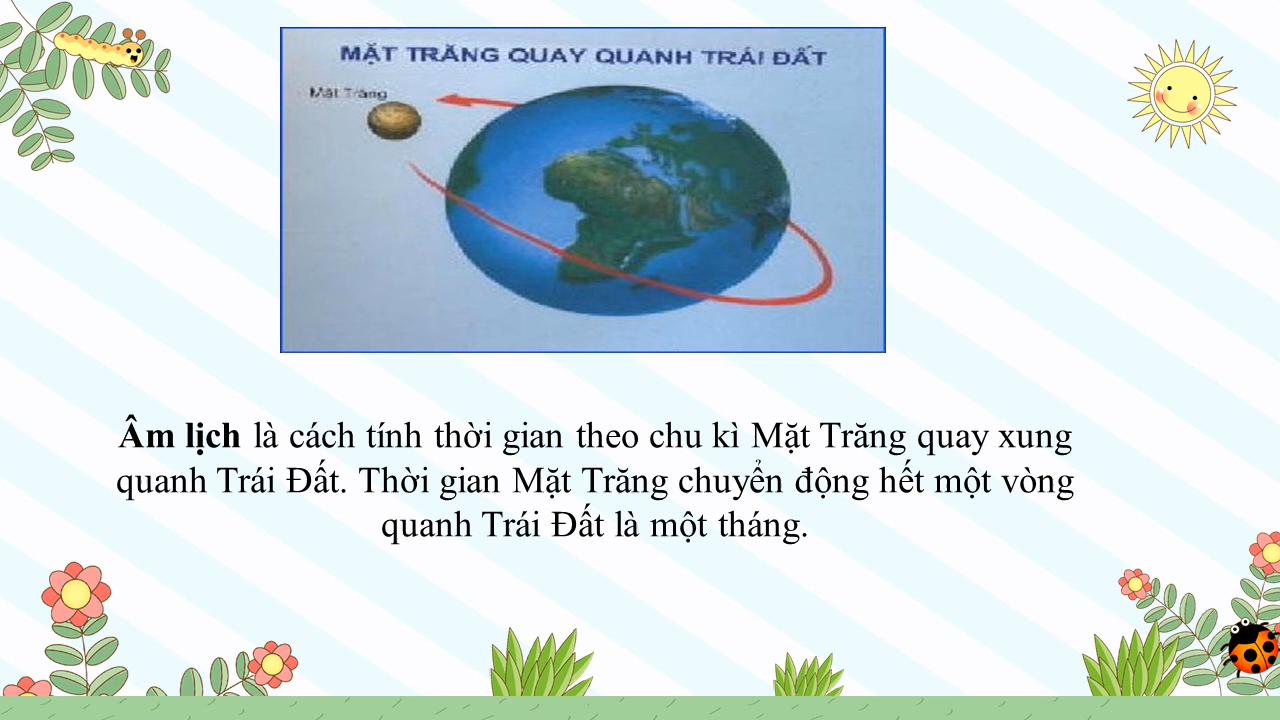 MẶT TRĂNG QUAY QUANH TRÁI ĐẤT
Mặt Trăng
Âm lịch là cách tính thời gian theo chu kì Mặt Trăng quay xung
quanh Trái Đất. Thời gian Mặt Trăng chuyển động hết một vòng
quanh Trái Đất là một tháng.